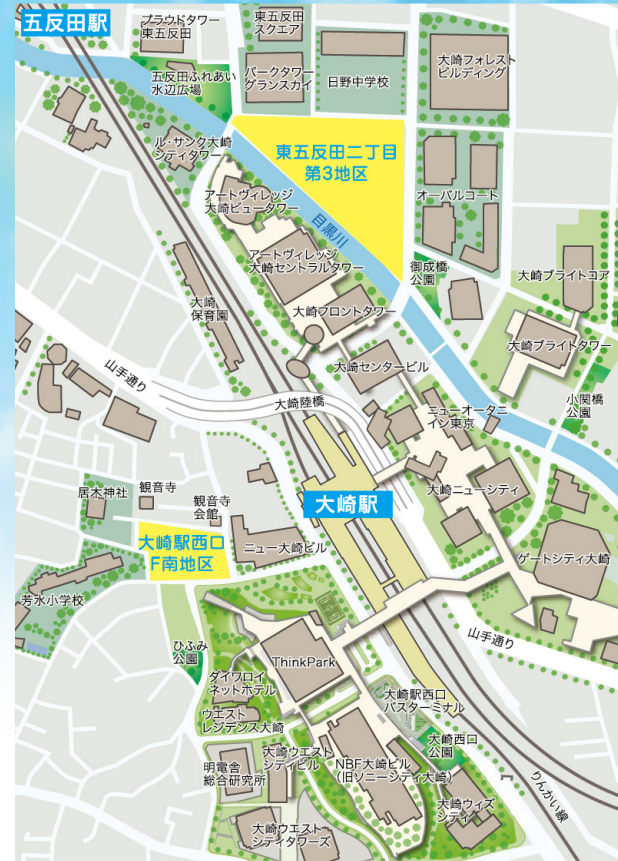 五反田駅
プラウドタワー
東五反田
東五反田
スクエア
五反田ふれあい
水辺広場
パークタワー
グランスカイ
日野中学校
大崎フォレスト
ビルディング
ル・サンク大崎
シティタワー
東五反田二丁目
第3地区
アートヴィレッジ
大崎ビュータワー
オーバルコート
目黒川
アートヴィレッジ
大崎セントラルタワー
御成橋
公園
大崎ブライトコア
大崎
保育園
大崎フロントタワー
大崎ブライトタワー
山手通り
大崎センタービル
大崎陸橋
ニューオータニ
イン東京
小関橋
公園
居木神社
観音寺
観音寺
会館
大崎駅
大崎ニューシティ
大崎駅西口
F南地区
ニュー大崎ビル
ゲートシティ大崎
芳水小学校
山手通り
ひふみ
公園
ThinkPark
ダイワロイ
ネットホテル
大崎駅西口
バスターミナル
ウエスト
レジデンス大崎
大崎西口
公園
大崎ウエスト
シティビル
明電舎
総合研究所
NBF大崎ビル
(旧ソニーシティ大崎)
りんかい線
大崎ウィズ
シティ
大崎ウエスト
シティタワーズ